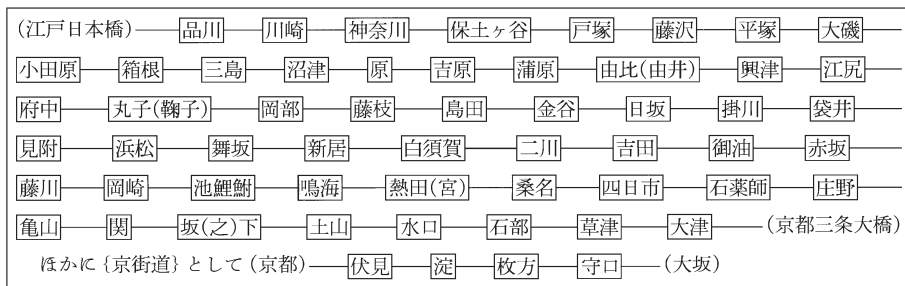 (江戸日本橋)―品川―川崎―神奈川―保土ヶ谷―戸塚―藤沢―平塚―大磯―
小田原―箱根―三島―沼津―原―吉原―蒲原―由比(由井)―興津―江尻―
府中―丸子(鞠子)―岡部―藤枝―島田―金谷―日坂―掛川―袋井―
見附―浜松―舞坂―新居―白須賀―二川―吉田―御油―赤坂―
藤川―岡崎―池鯉鮒―鳴海―熱田(宮)―桑名―四日市―石薬師―庄野―
亀山―関―坂(之)下―土山―水口―石部―草津―大津―(京都三条大橋)
ほかに{京街道}として(京都)―伏見―淀―枚方―守口―(大坂)